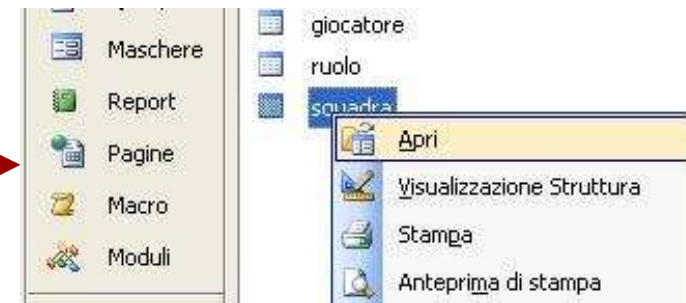 Maschere
Report
Pagine
Macro
Moduli
giocatore
ruolo
squadra
Apri
Visualizzazione Struttura
Stampa
Anteprima di stampa